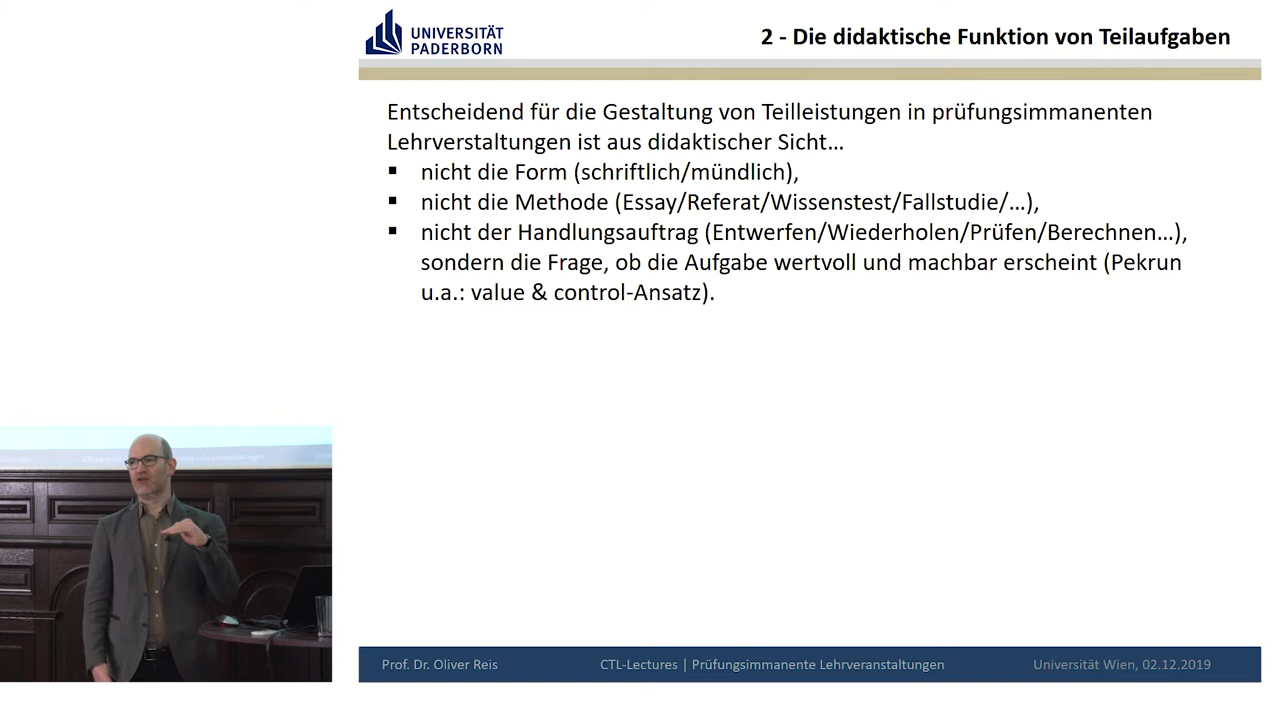 UNIVERSITÄT
PADERBORN
2 - Die didaktische Funktion von Teilaufgaben
Entscheidend für die Gestaltung von Teilleistungen in prüfungsimmanenten
Lehrverstaltungen ist aus didaktischer Sicht…
▪ nicht die Form (schriftlich/mündlich),
▪ nicht die Methode (Essay/Referat/Wissenstest/Fallstudie/…),
▪ nicht der Handlungsauftrag (Entwerfen/Wiederholen/Prüfen/Berechnen…),
sondern die Frage, ob die Aufgabe wertvoll und machbar erscheint (Pekrun
u.a.: value & control-Ansatz).
Prof. Dr. Oliver Reis
CTL-Lectures | Prüfungsimmanente Lehrveranstaltungen
Universität Wien, 02.12.2019